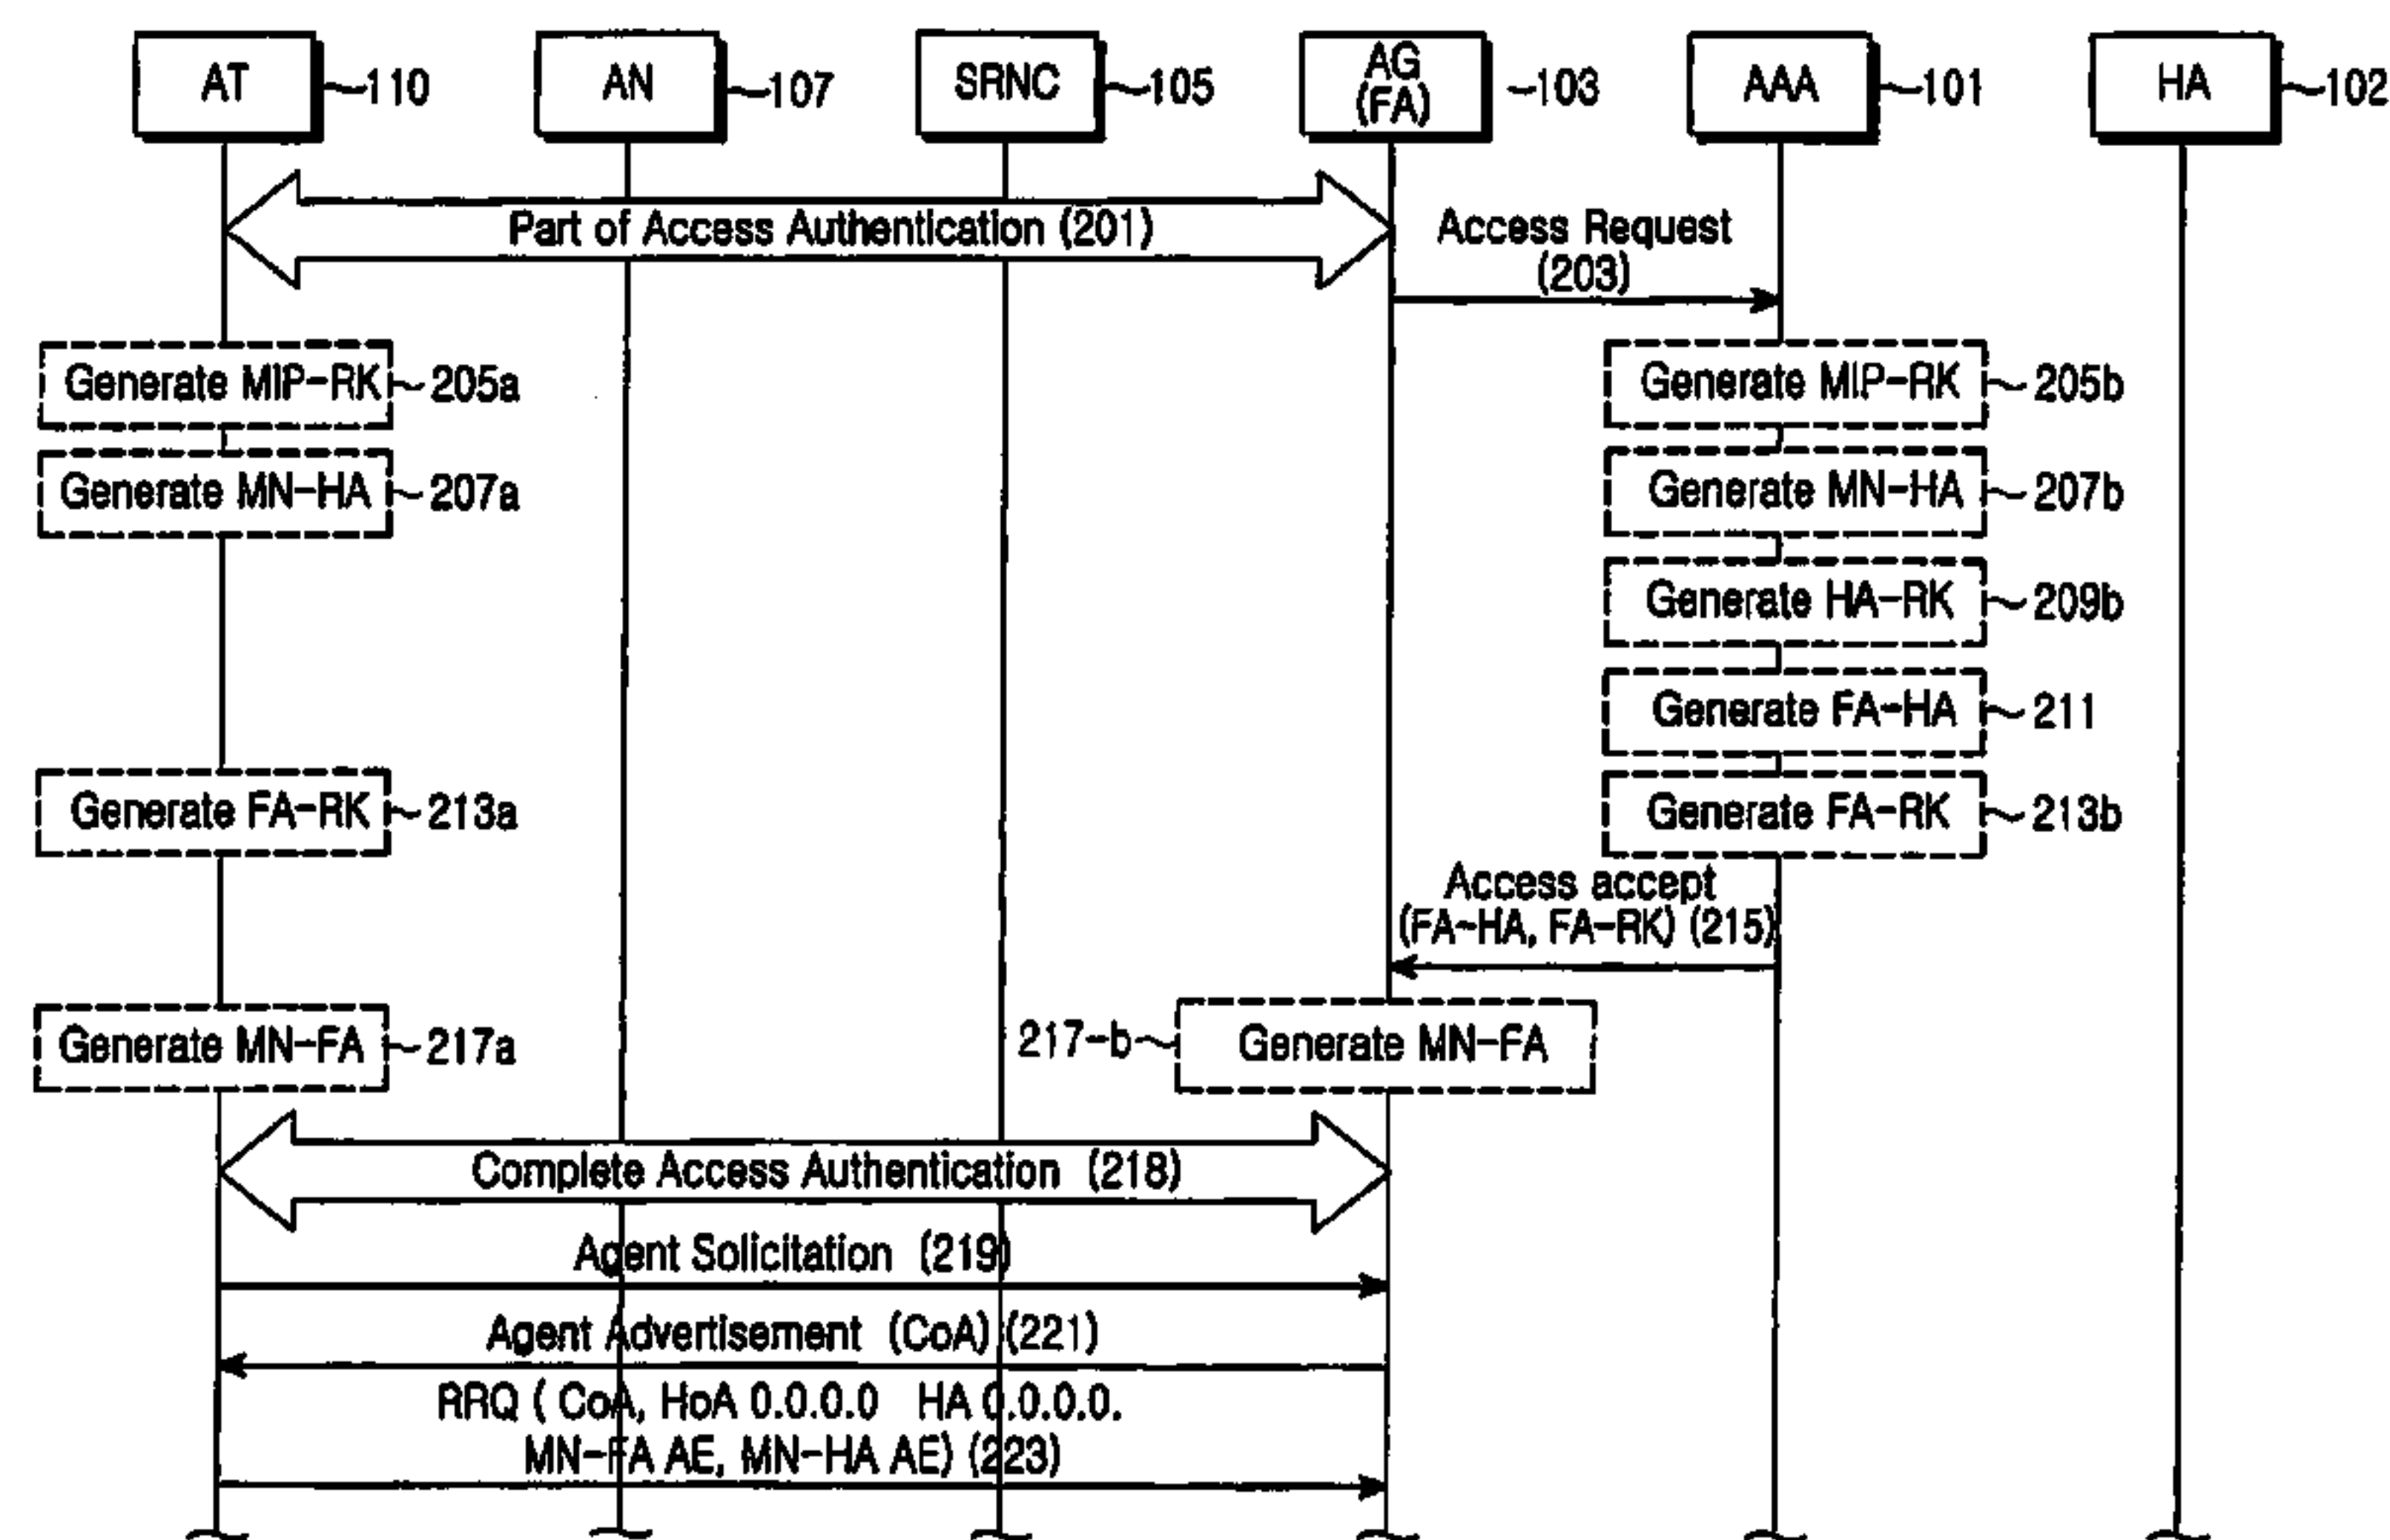 AT
110
AN
107
SRNC
105
AG
(FA)
103
AAA
101
HA
102
Part of Access Authentication (201)
Access Request
(203)
Generate MIP-RK
205a
Generate MIP-RK
205b
Generate MN-HA
207a
Generate MN-HA
207b
Generate HA-RK
209b
Generate FA-HA
211
Generate FA-RK
213a
Generate FA-RK
213b
Access accept
(FA-HA, FA-RK) (215)
Generate MN-FA
217a
217-b
Generate MN-FA
Complete Access Authentication (218)
Agent Solicitation (219)
Agent Advertisement (CoA) (221)
RRQ ( CoA, HoA 0.0.0.0 HA 0.0.0.0.
MN-FA AE, MN-HA AE) (223)